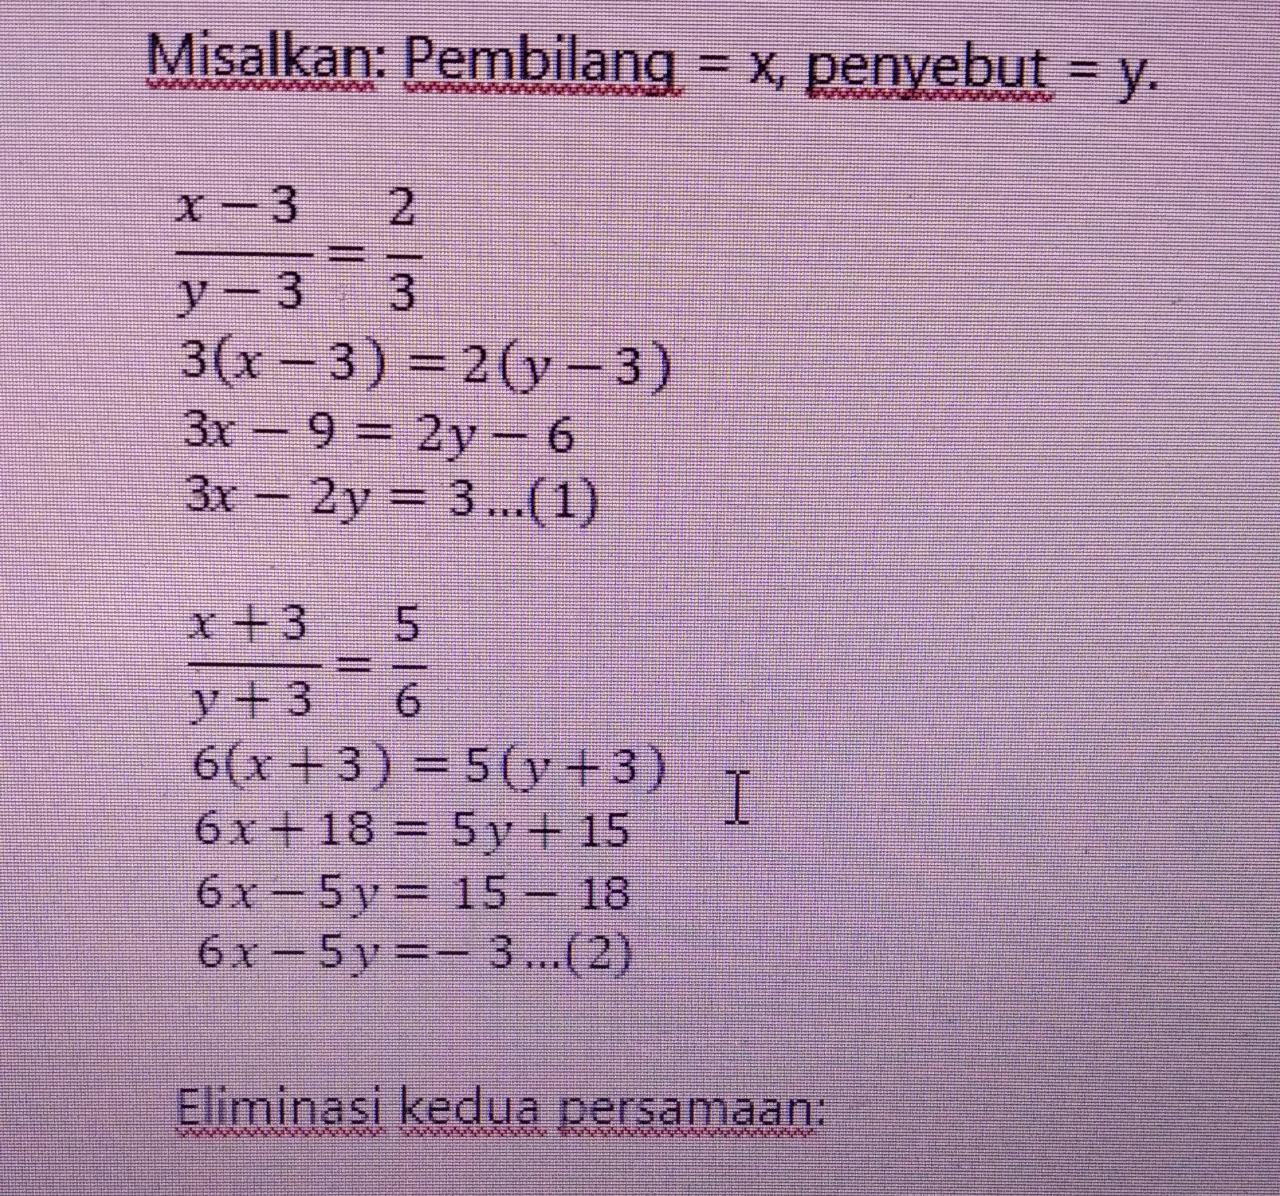 Misalkan: Pembilang = x, penyebut = y.
x − 3 / y − 3 = 2 / 3
3(x − 3) = 2(y − 3)
3x − 9 = 2y − 6
3x − 2y = 3 ...(1)
x + 3 / y + 3 = 5 / 6
6(x + 3) = 5(y + 3)
6x + 18 = 5y + 15
6x − 5y = 15 − 18
6x − 5y = − 3 ...(2)
Eliminasi kedua persamaan: